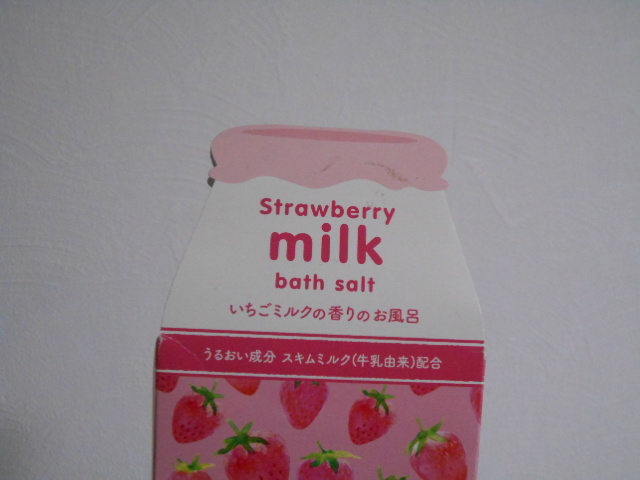 Strawberry
milk
bath salt
いちごミルクの香りのお風呂
うるおい成分 スキムミルク(牛乳由来)配合